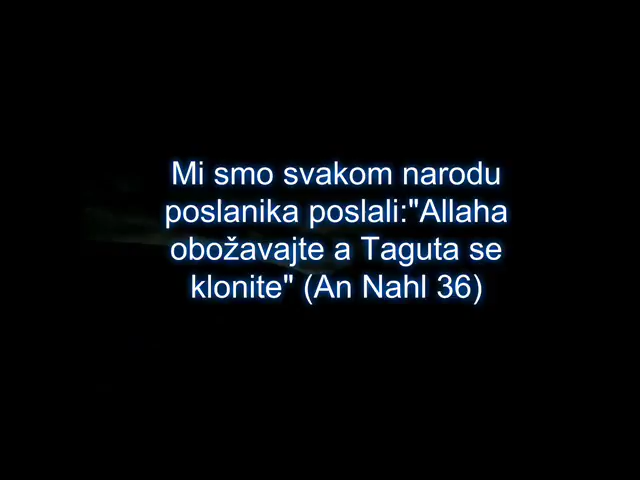 Mi smo svakom narodu
poslanika poslali:"Allaha
obožavajte a Taguta se
klonite" (An Nahl 36)